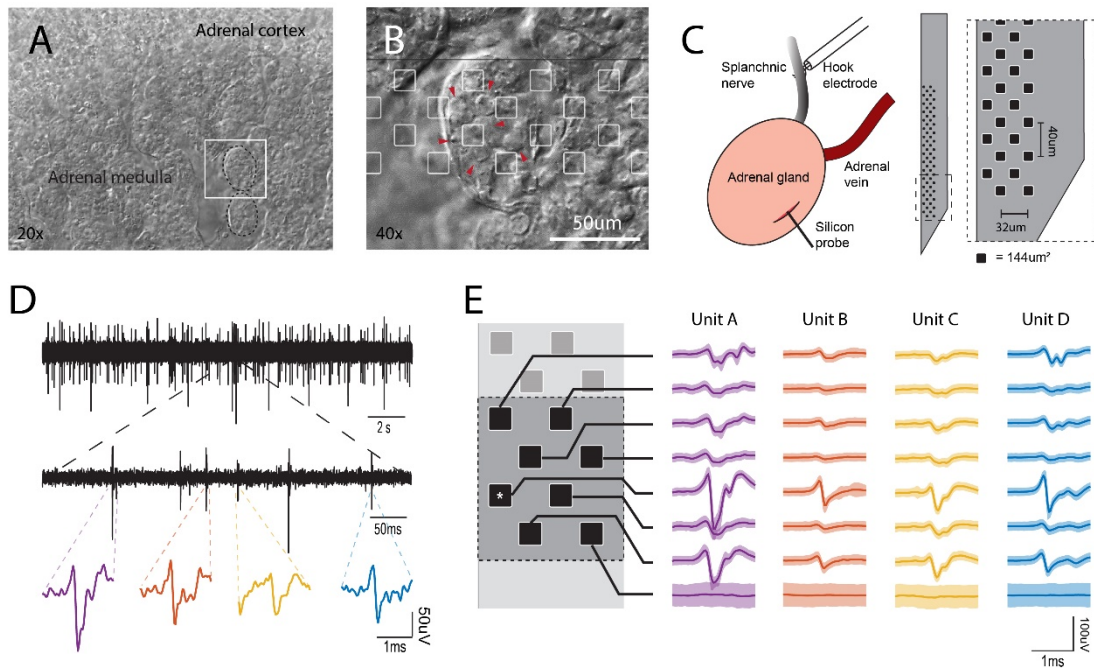 A
Adrenal cortex
Adrenal medulla
20x
B
40x
50um
C
Splanchnic
nerve
Hook
electrode
Adrenal
vein
Adrenal gland
Silicon
probe
40um
32um
= 144um²
D
2 s
50ms
50uV
1ms
E
Unit A
Unit B
Unit C
Unit D
*
100uV
1ms